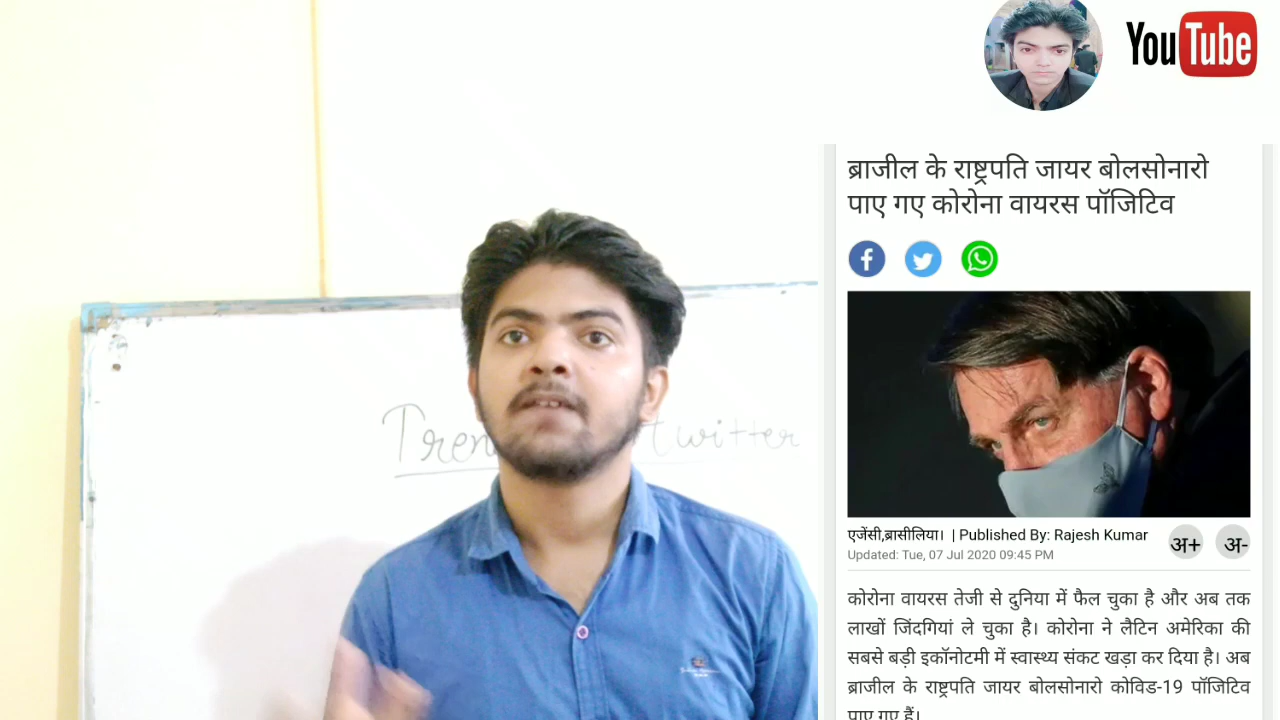 YouTube
Tren twitter
ब्राजील के राष्ट्रपति जायर बोलसोनारो
पाए गए कोरोना वायरस पॉजिटिव
एजेंसी,ब्रासीलिया। | Published By: Rajesh Kumar
अ+ अ-
Updated: Tue, 07 Jul 2020 09:45 PM
कोरोना वायरस तेजी से दुनिया में फैल चुका है और अब तक
लाखों जिंदगियां ले चुका है। कोरोना ने लैटिन अमेरिका की
सबसे बड़ी इकॉनोटमी में स्वास्थ्य संकट खड़ा कर दिया है। अब
ब्राजील के राष्ट्रपति जायर बोलसोनारो कोविड-19 पॉजिटिव
पाए गए हैं।